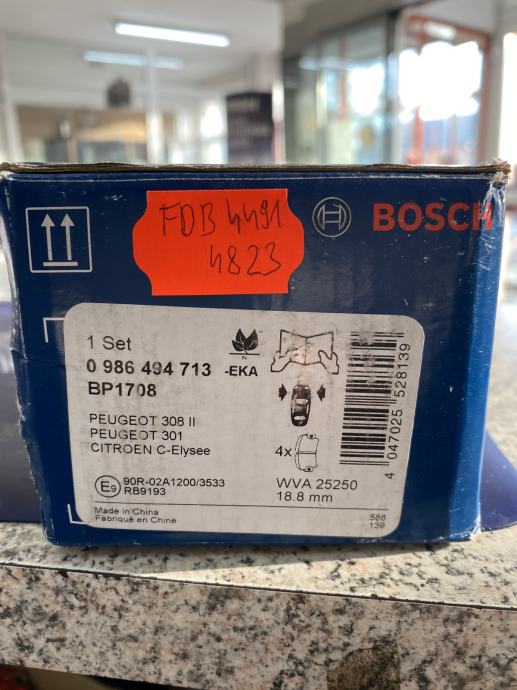 FDB 4491
4823
BOSCH
1 Set
0 986 494 713 -EKA
BP1708
N
PEUGEOT 308 II
PEUGEOT 301
CITROEN C-Elysee
4x
E9 90R-02A1200/3533
RB9193
WVA 25250
18.8 mm
Made in China
Fabriqué en Chine
586
139
4 047025 528139